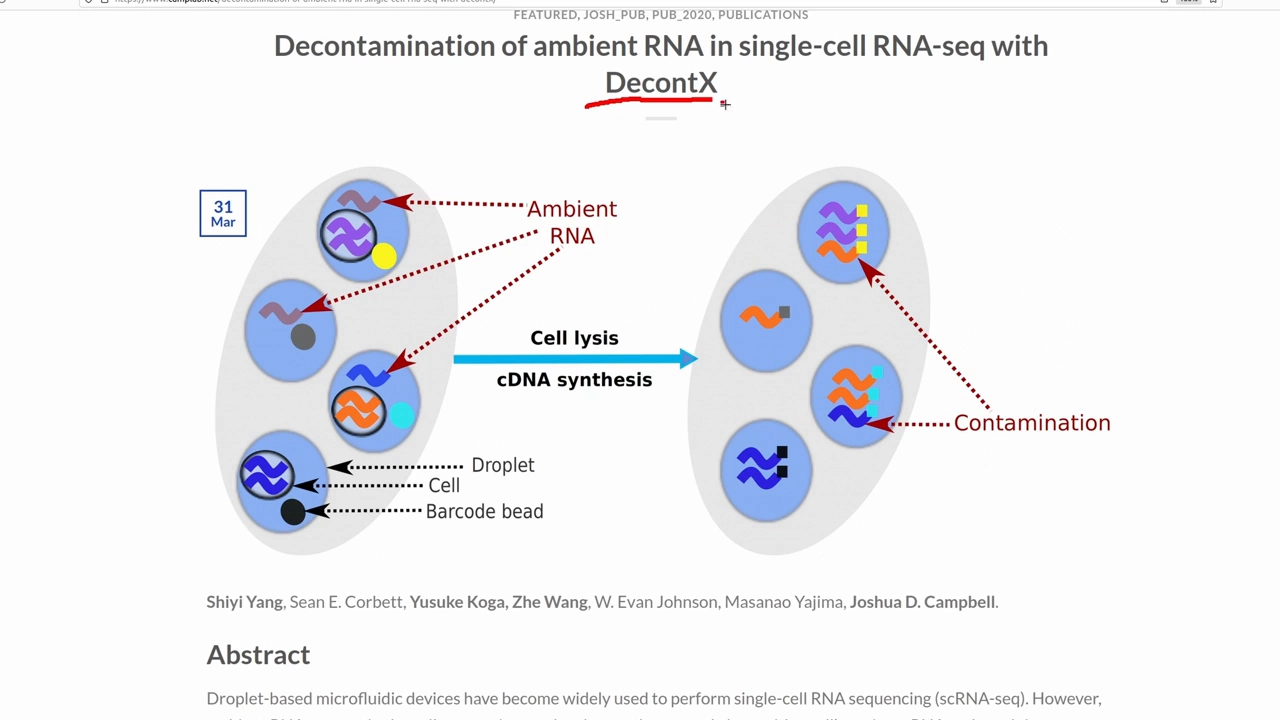 FEATURED, JOSH_PUB, PUB_2020, PUBLICATIONS
Decontamination of ambient RNA in single-cell RNA-seq with
DecontX
31
Mar
Ambient
RNA
Cell lysis
cDNA synthesis
Contamination
Droplet
Cell
Barcode bead
Shiyi Yang, Sean E. Corbett, Yusuke Koga, Zhe Wang, W. Evan Johnson, Masanao Yajima, Joshua D. Campbell.
Abstract
Droplet-based microfluidic devices have become widely used to perform single-cell RNA sequencing (scRNA-seq). However,